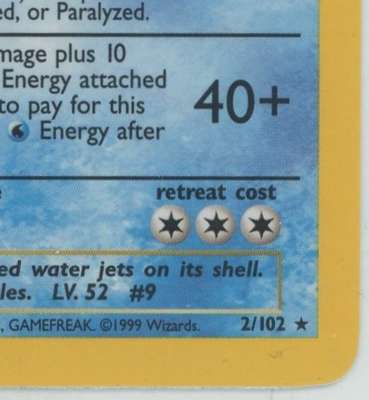 ed, or Paralyzed.
mage plus 10
Energy attached
to pay for this
Energy after
40+
retreat cost
ed water jets on its shell.
les. LV. 52 #9
, GAMEFREAK. ©1999 Wizards. 2/102 ★